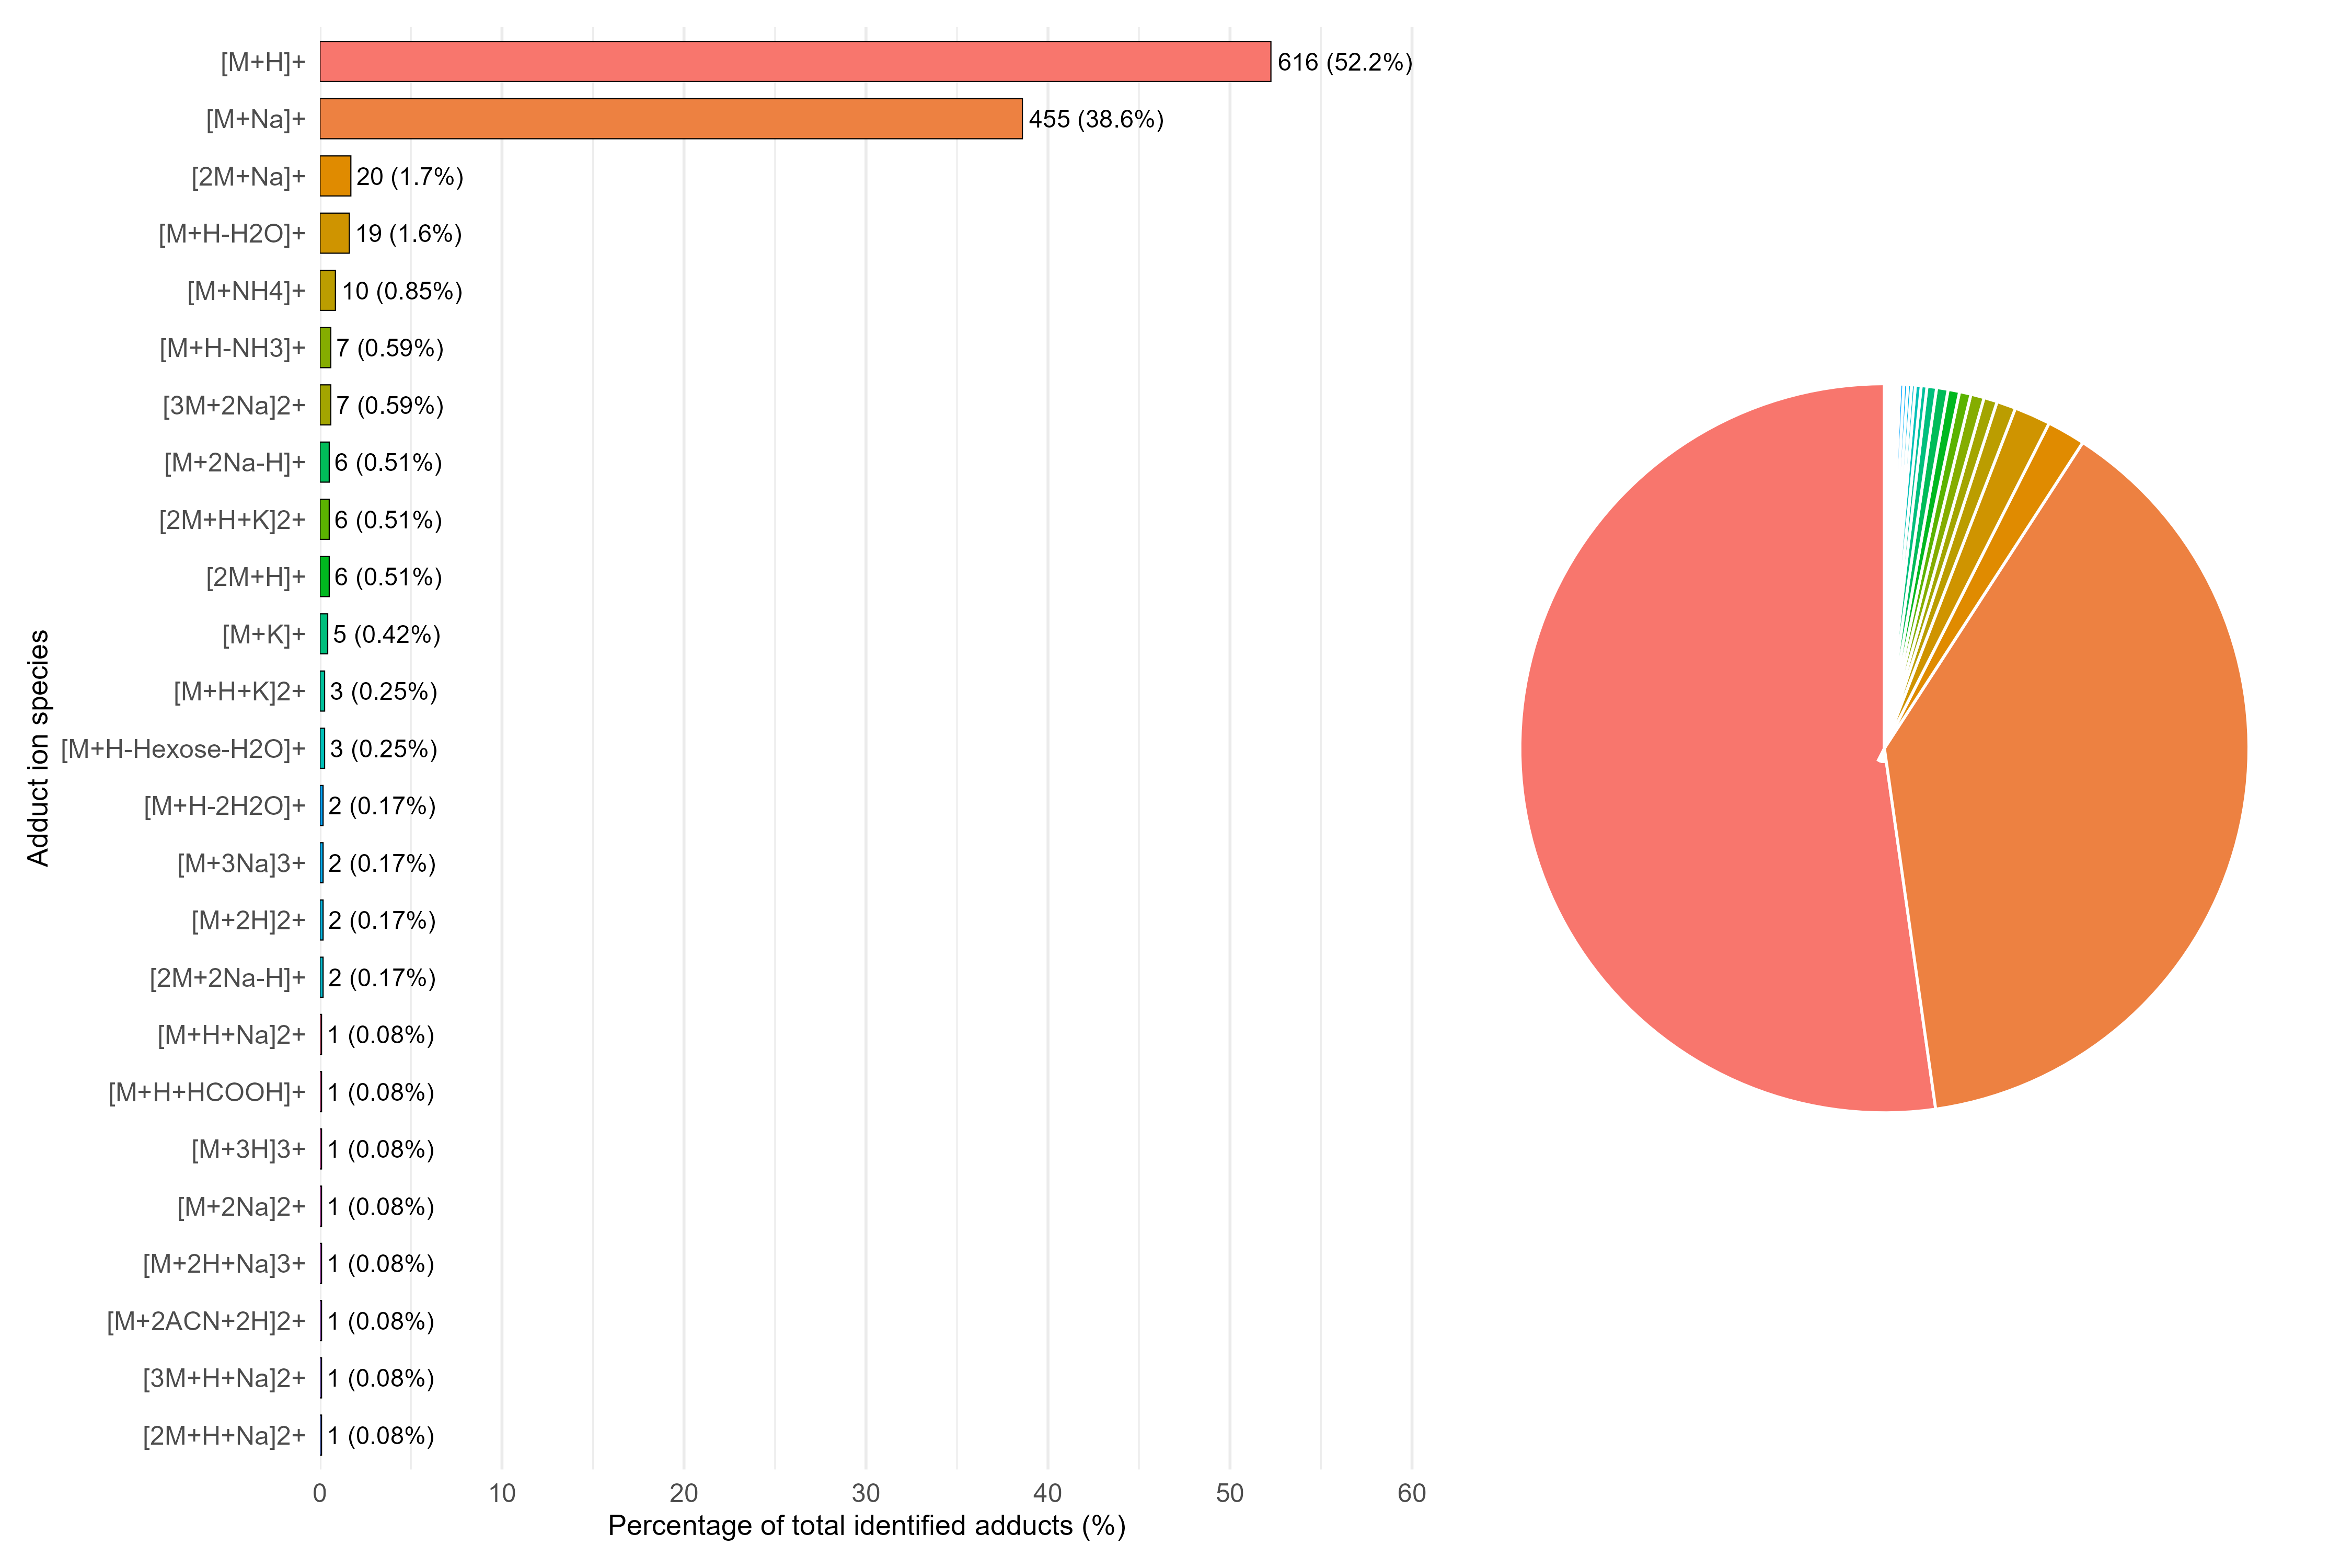 [M+H]+ 616 (52.2%)
[M+Na]+ 455 (38.6%)
[2M+Na]+ 20 (1.7%)
[M+H-H2O]+ 19 (1.6%)
[M+NH4]+ 10 (0.85%)
[M+H-NH3]+ 7 (0.59%)
[3M+2Na]2+ 7 (0.59%)
[M+2Na-H]+ 6 (0.51%)
[2M+H+K]2+ 6 (0.51%)
[2M+H]+ 6 (0.51%)
[M+K]+ 5 (0.42%)
[M+H+K]2+ 3 (0.25%)
[M+H-Hexose-H2O]+ 3 (0.25%)
[M+H-2H2O]+ 2 (0.17%)
[M+3Na]3+ 2 (0.17%)
[M+2H]2+ 2 (0.17%)
[2M+2Na-H]+ 2 (0.17%)
[M+H+Na]2+ 1 (0.08%)
[M+H+HCOOH]+ 1 (0.08%)
[M+3H]3+ 1 (0.08%)
[M+2Na]2+ 1 (0.08%)
[M+2H+Na]3+ 1 (0.08%)
[M+2ACN+2H]2+ 1 (0.08%)
[3M+H+Na]2+ 1 (0.08%)
[2M+H+Na]2+ 1 (0.08%)
0 10 20 30 40 50 60
Percentage of total identified adducts (%)
Adduct ion species